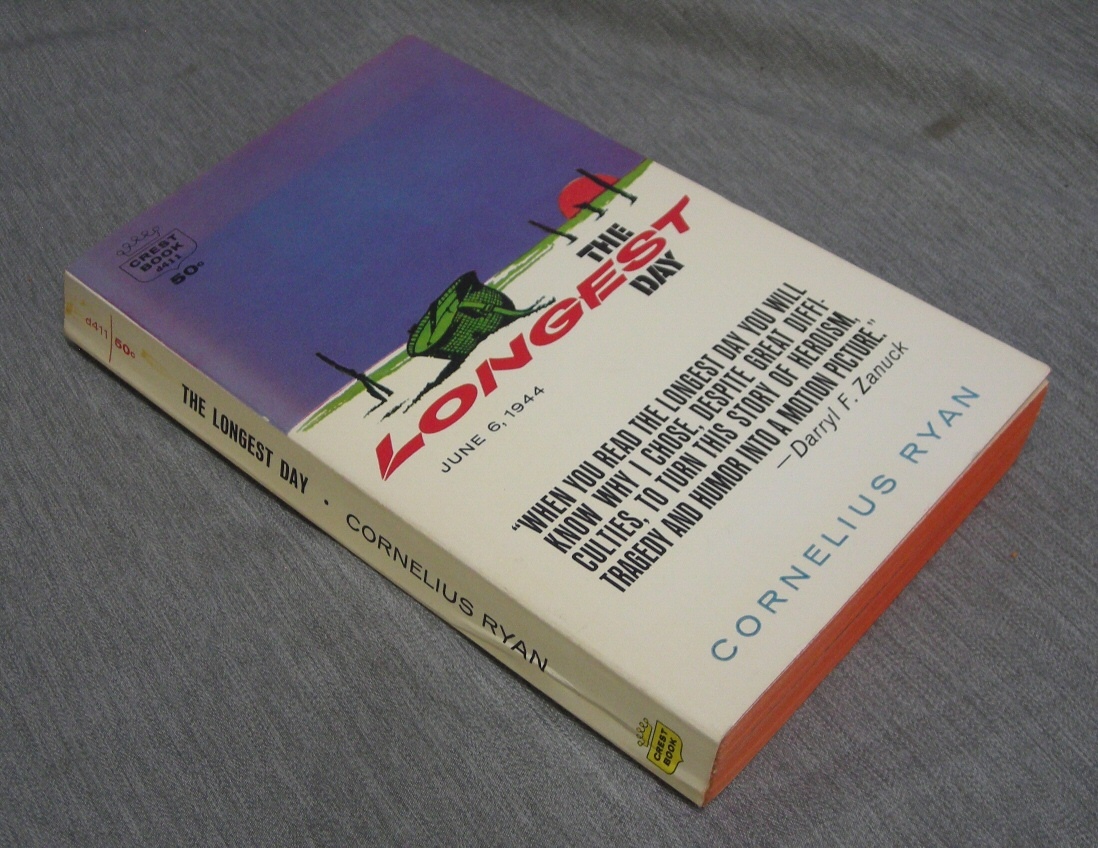 CREST
BOOK
d411
50¢
THE
LONGEST
DAY
JUNE 6, 1944
“WHEN YOU READ THE LONGEST DAY YOU WILL
KNOW WHY I CHOSE, DESPITE GREAT DIFFI-
CULTIES, TO TURN THIS STORY OF HEROISM,
TRAGEDY AND HUMOR INTO A MOTION PICTURE”
—Darryl F. Zanuck
CORNELIUS RYAN
d411 50¢
THE LONGEST DAY • CORNELIUS RYAN
CREST
BOOK